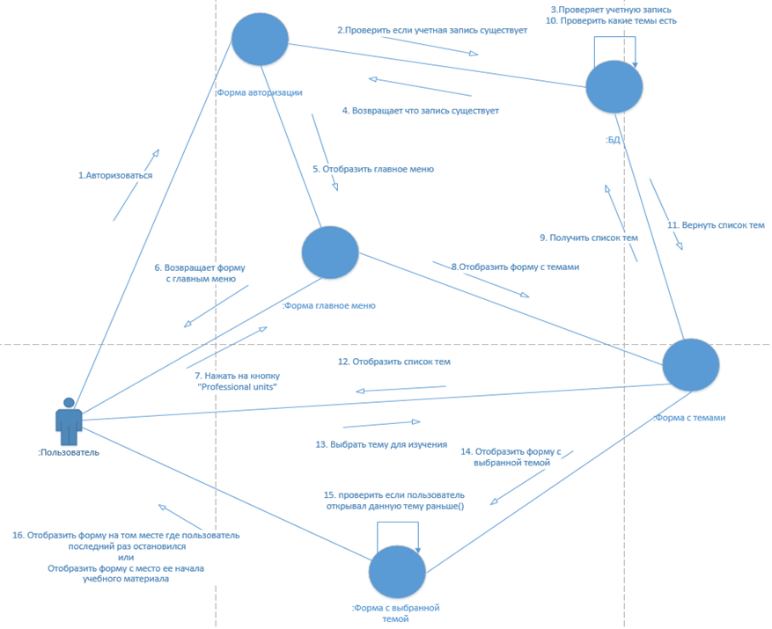 3.Проверяет учетную запись
10. Проверить какие темы есть
2.Проверить если учетная запись существует
Форма авторизации
4. Возвращает что запись существует
:БД
1.Авторизоваться
5. Отобразить главное меню
11. Вернуть список тем
9. Получить список тем
6. Возвращает форму
с главным меню
8.Отобразить форму с темами
:Форма главное меню
12. Отобразить список тем
7. Нажать на кнопку
"Professional units"
:Форма с темами
13. Выбрать тему для изучения
:Пользователь
14. Отобразить форму с
выбранной темой
15. проверить если пользователь
открывал данную тему раньше()
16. Отобразить форму на том месте где пользователь
последний раз остановился
или
Отобразить форму с место ее начала
учебного материала
:Форма с выбранной
темой